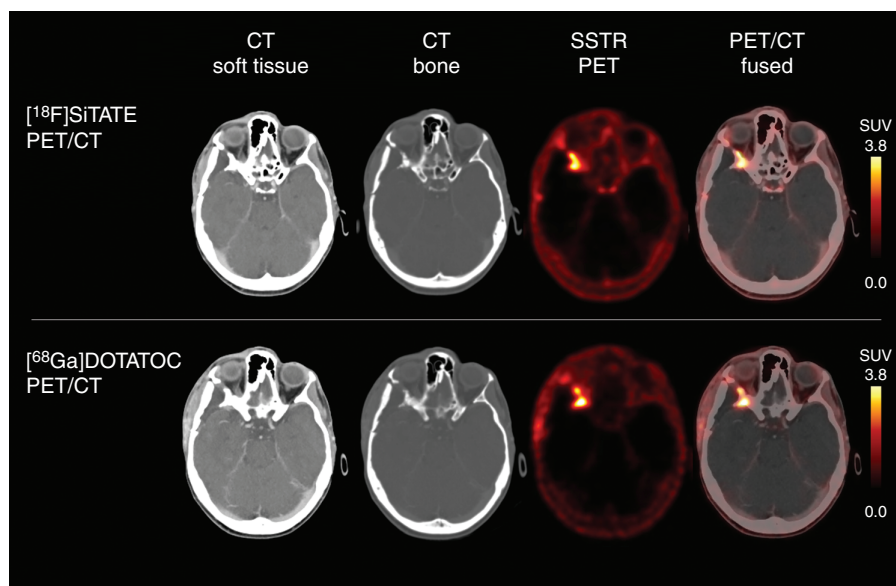 CT
soft tissue
CT
bone
SSTR
PET
PET/CT
fused
[¹⁸F]SiTATE
PET/CT
SUV
3.8
0.0
[⁶⁸Ga]DOTATOC
PET/CT
SUV
3.8
0.0